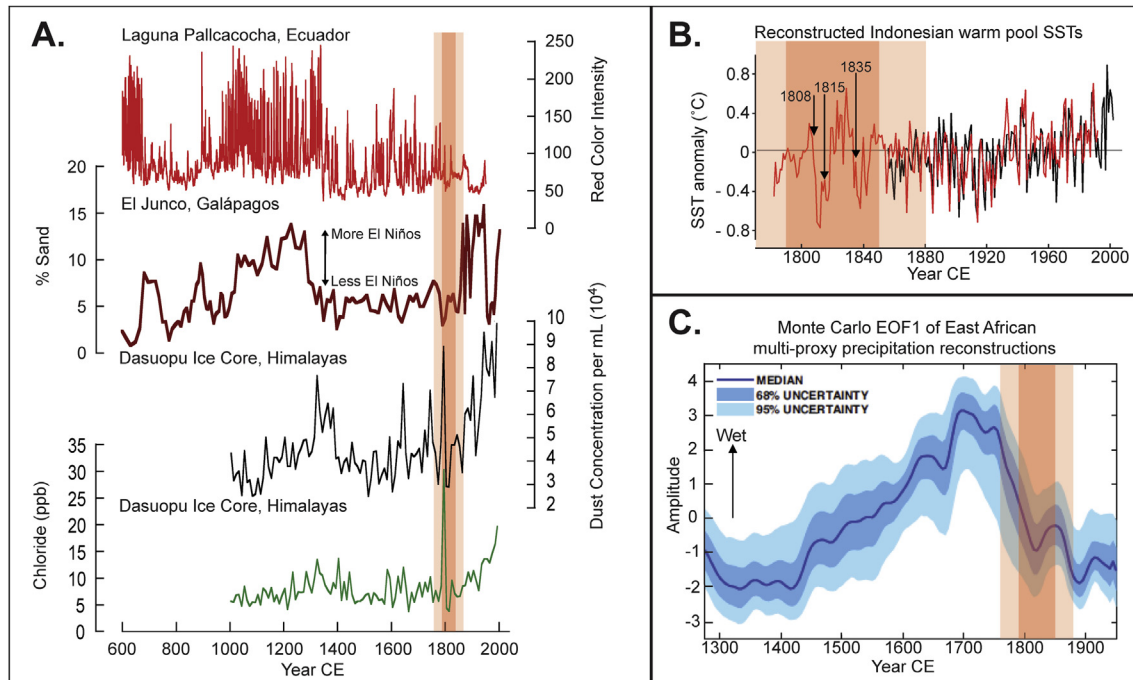 A.
Laguna Pallcacocha, Ecuador
250
200
150
100
50
0
Red Color Intensity
20
15
10
5
0
% Sand
El Junco, Galápagos
More El Niños
Less El Niños
Dasuopu Ice Core, Himalayas
10
9
8
7
6
5
4
3
2
Dust Concentration per mL (10⁴)
35
30
25
20
15
10
5
0
Chloride (ppb)
Dasuopu Ice Core, Himalayas
600 800 1000 1200 1400 1600 1800 2000
Year CE
B.
Reconstructed Indonesian warm pool SSTs
0.8
0.4
0
- 0.4
- 0.8
SST anomaly (°C)
1835
1815
1808
1800 1840 1880 1920 1960 2000
Year CE
C.
Monte Carlo EOF1 of East African
multi-proxy precipitation reconstructions
MEDIAN
68% UNCERTAINTY
95% UNCERTAINTY
Wet
4
3
2
1
0
-1
-2
-3
-4
Amplitude
1300 1400 1500 1600 1700 1800 1900
Year CE